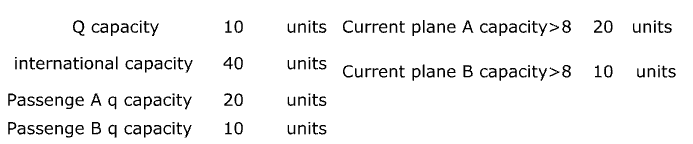 Q capacity 10 units Current plane A capacity>8 20 units
international capacity 40 units
Current plane B capacity>8 10 units
Passenge A q capacity 20 units
Passenge B q capacity 10 units